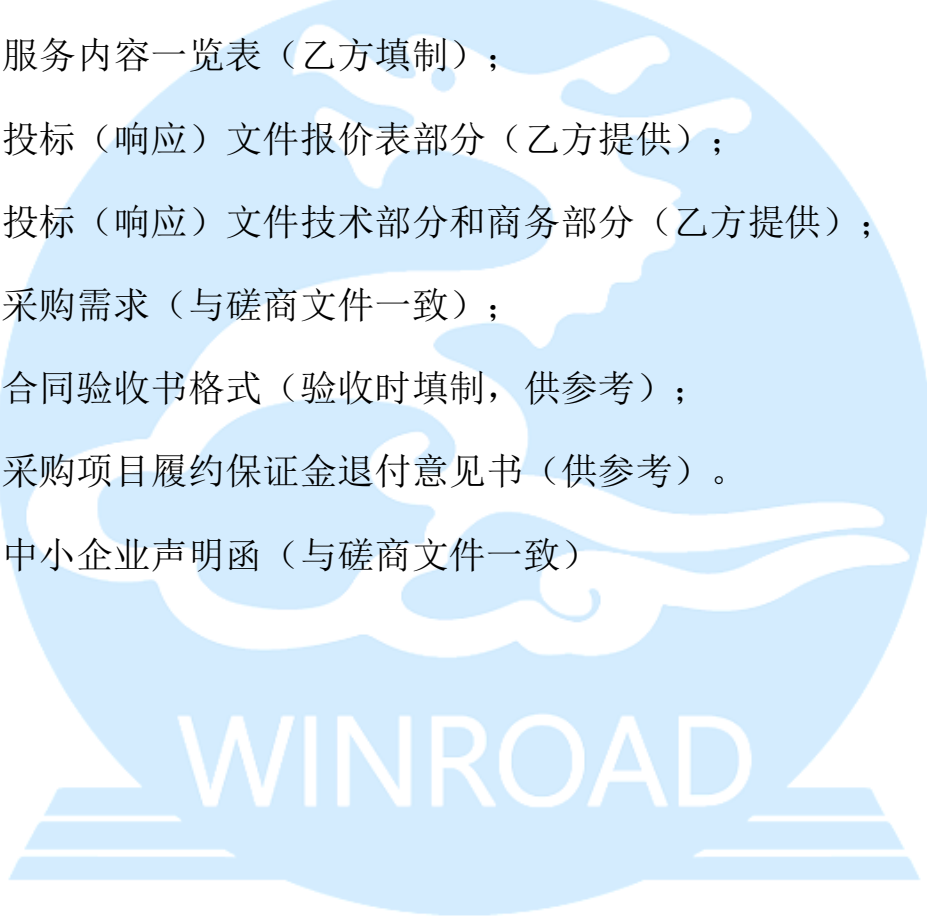 服务内容一览表（乙方填制）；
投标（响应）文件报价表部分（乙方提供）；
投标（响应）文件技术部分和商务部分（乙方提供）；
采购需求（与磋商文件一致）；
合同验收书格式（验收时填制，供参考）；
采购项目履约保证金退付意见书（供参考）。
中小企业声明函（与磋商文件一致）
WINROAD